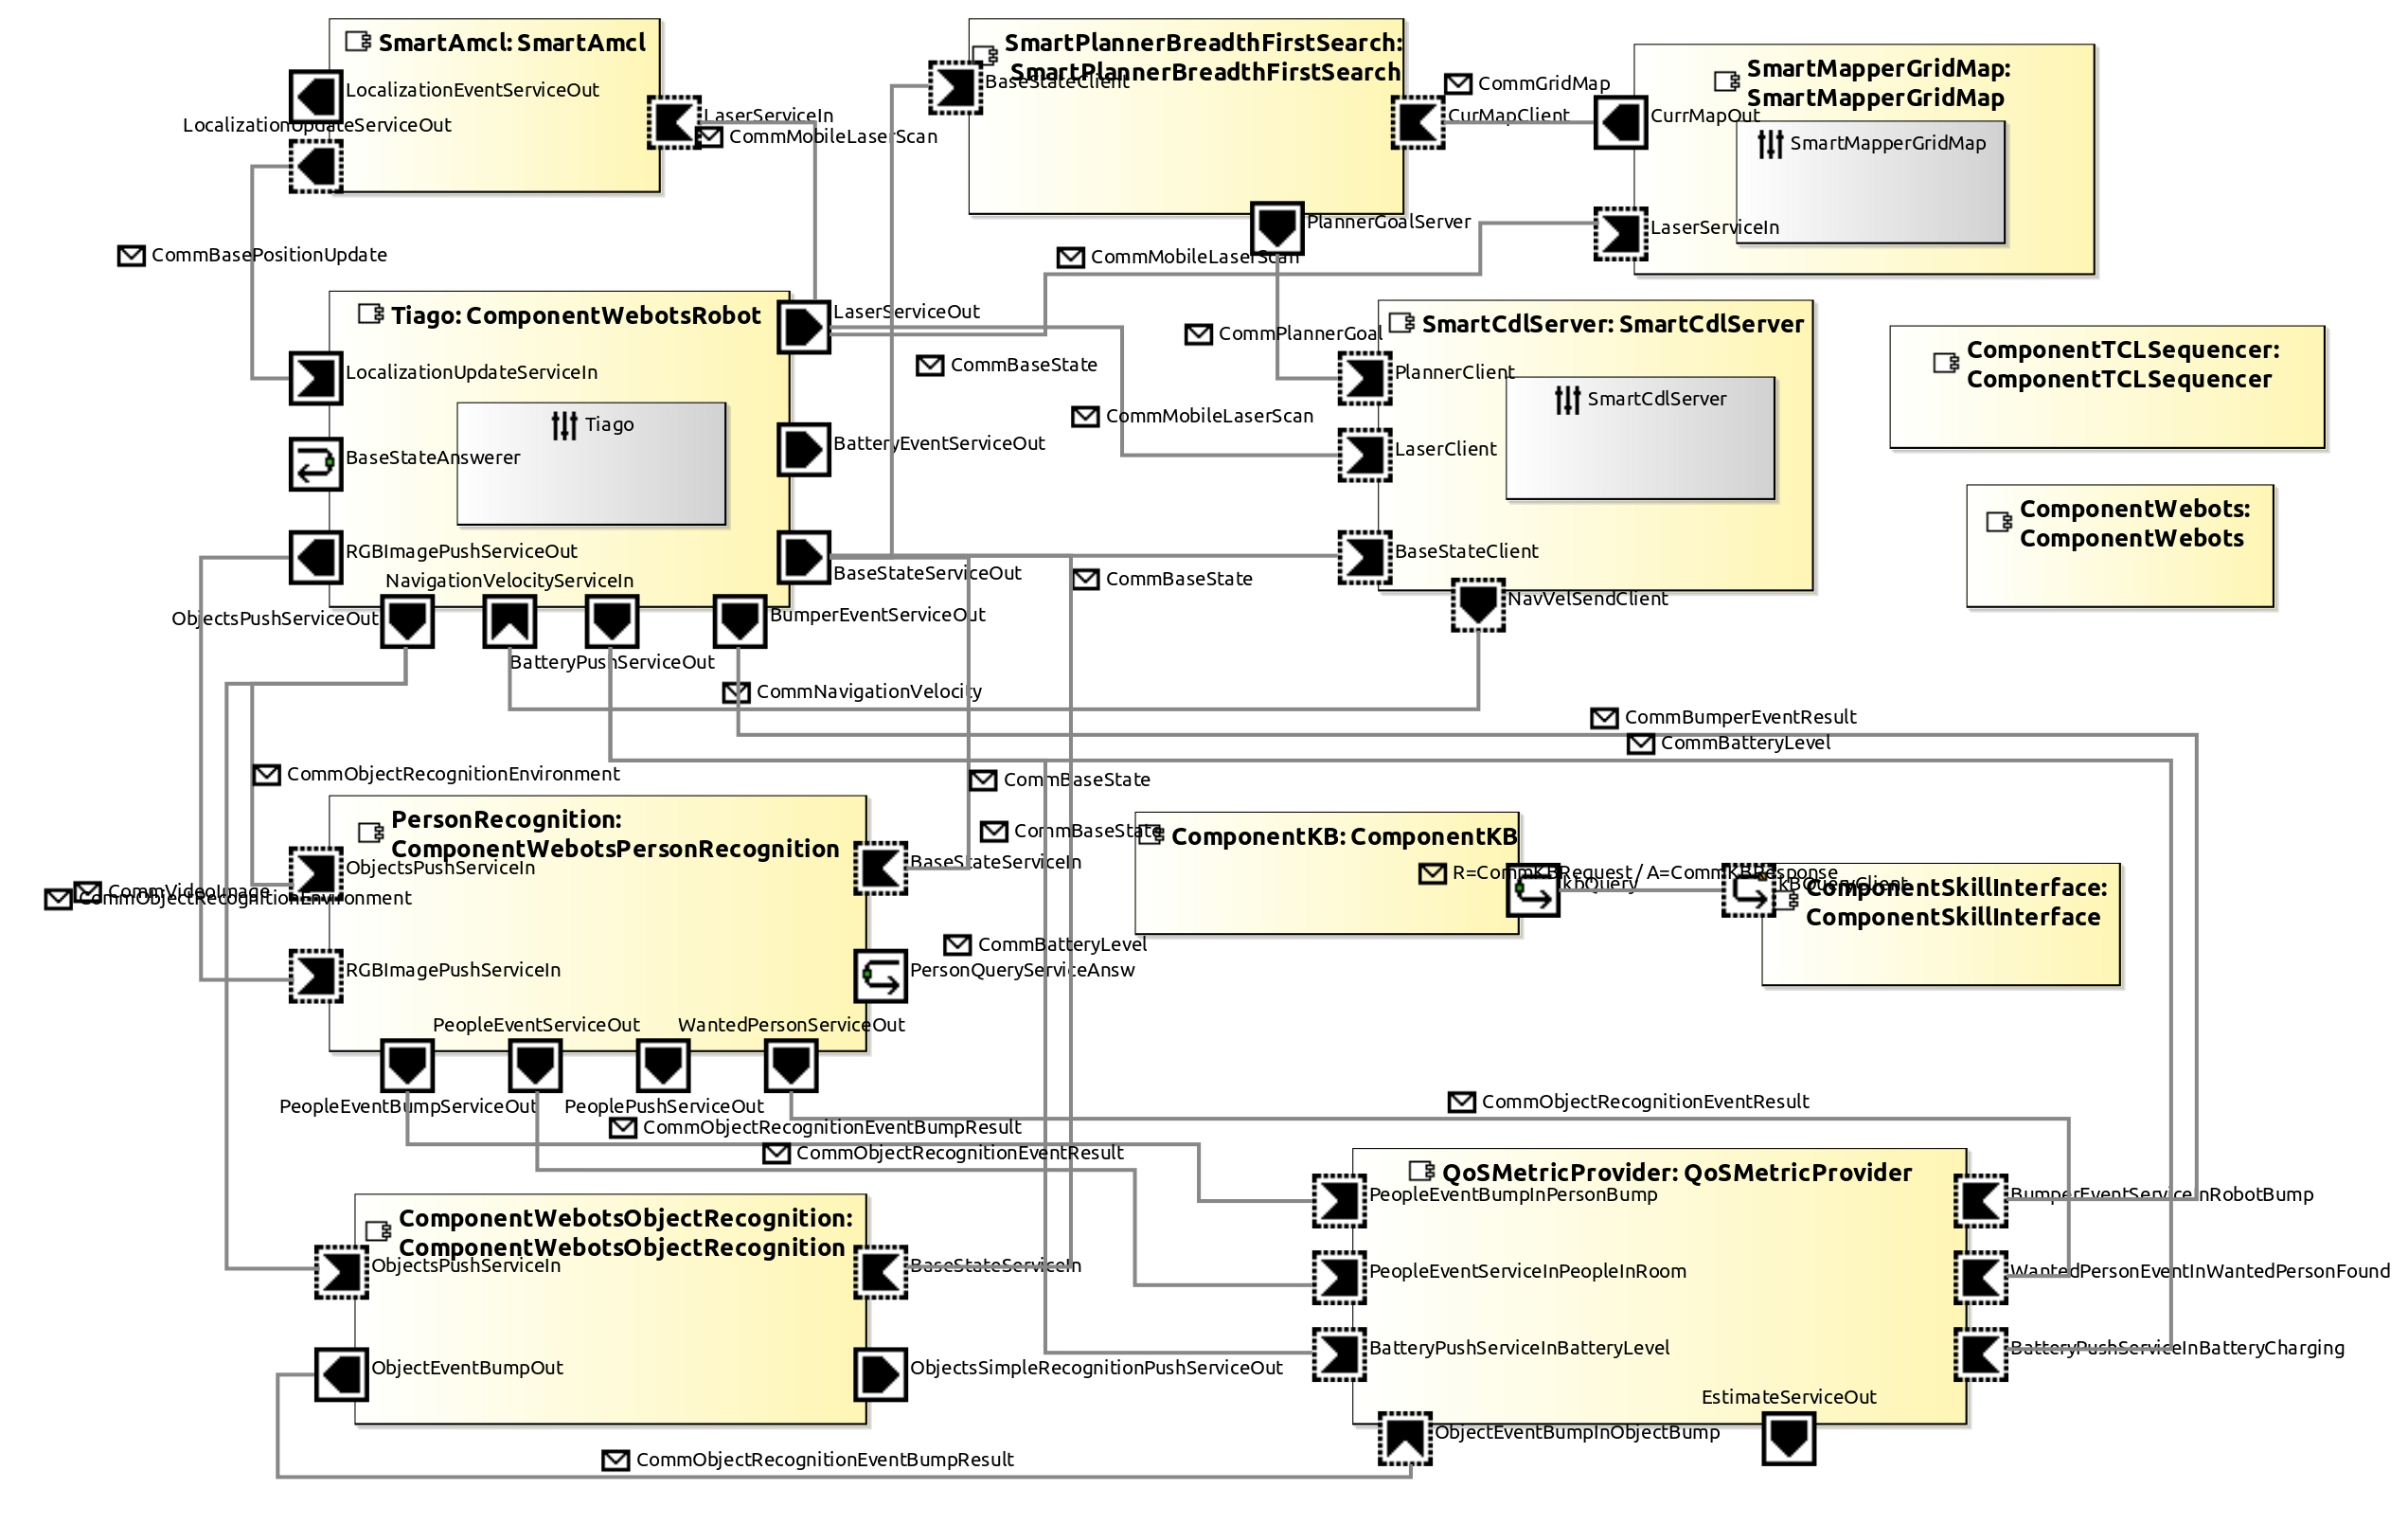 SmartAmcl: SmartAmcl
LocalizationEventServiceOut
LocalizationUpdateServiceOut
LaserServiceIn
CommMobileLaserScan
SmartPlannerBreadthFirstSearch:
SmartPlannerBreadthFirstSearch
BaseStateClient
CommGridMap
CurMapClient
PlannerGoalServer
SmartMapperGridMap:
SmartMapperGridMap
CurrMapOut
SmartMapperGridMap
LaserServiceIn
CommBasePositionUpdate
CommMobileLaserScan
Tiago: ComponentWebotsRobot
LaserServiceOut
LocalizationUpdateServiceIn
Tiago
BatteryEventServiceOut
BaseStateAnswerer
RGBImagePushServiceOut
NavigationVelocityServiceIn
BaseStateServiceOut
ObjectsPushServiceOut
BumperEventServiceOut
BatteryPushServiceOut
CommPlannerGoal
CommBaseState
CommMobileLaserScan
CommBaseState
SmartCdlServer: SmartCdlServer
PlannerClient
SmartCdlServer
LaserClient
BaseStateClient
NavVelSendClient
ComponentTCLSequencer:
ComponentTCLSequencer
ComponentWebots:
ComponentWebots
CommNavigationVelocity
CommBumperEventResult
CommBatteryLevel
CommObjectRecognitionEnvironment
CommBaseState
CommBaseState
PersonRecognition:
ComponentWebotsPersonRecognition
ObjectsPushServiceIn
BaseStateServiceIn
CommVideoImage
CommObjectRecognitionEnvironment
CommBatteryLevel
RGBImagePushServiceIn
PersonQueryServiceAnsw
PeopleEventServiceOut
WantedPersonServiceOut
PeopleEventBumpServiceOut
PeoplePushServiceOut
ComponentKB: ComponentKB
R=CommKBRequest/ A=CommKBResponse
kbQuery
kBQueryClient
ComponentSkillInterface:
ComponentSkillInterface
CommObjectRecognitionEventResult
CommObjectRecognitionEventBumpResult
CommObjectRecognitionEventResult
ComponentWebotsObjectRecognition:
ComponentWebotsObjectRecognition
ObjectsPushServiceIn
BaseStateServiceIn
ObjectEventBumpOut
ObjectsSimpleRecognitionPushServiceOut
QoSMetricProvider: QoSMetricProvider
PeopleEventBumpInPersonBump
BumperEventServiceInRobotBump
PeopleEventServiceInPeopleInRoom
WantedPersonEventInWantedPersonFound
BatteryPushServiceInBatteryLevel
BatteryPushServiceInBatteryCharging
EstimateServiceOut
ObjectEventBumpInObjectBump
CommObjectRecognitionEventBumpResult